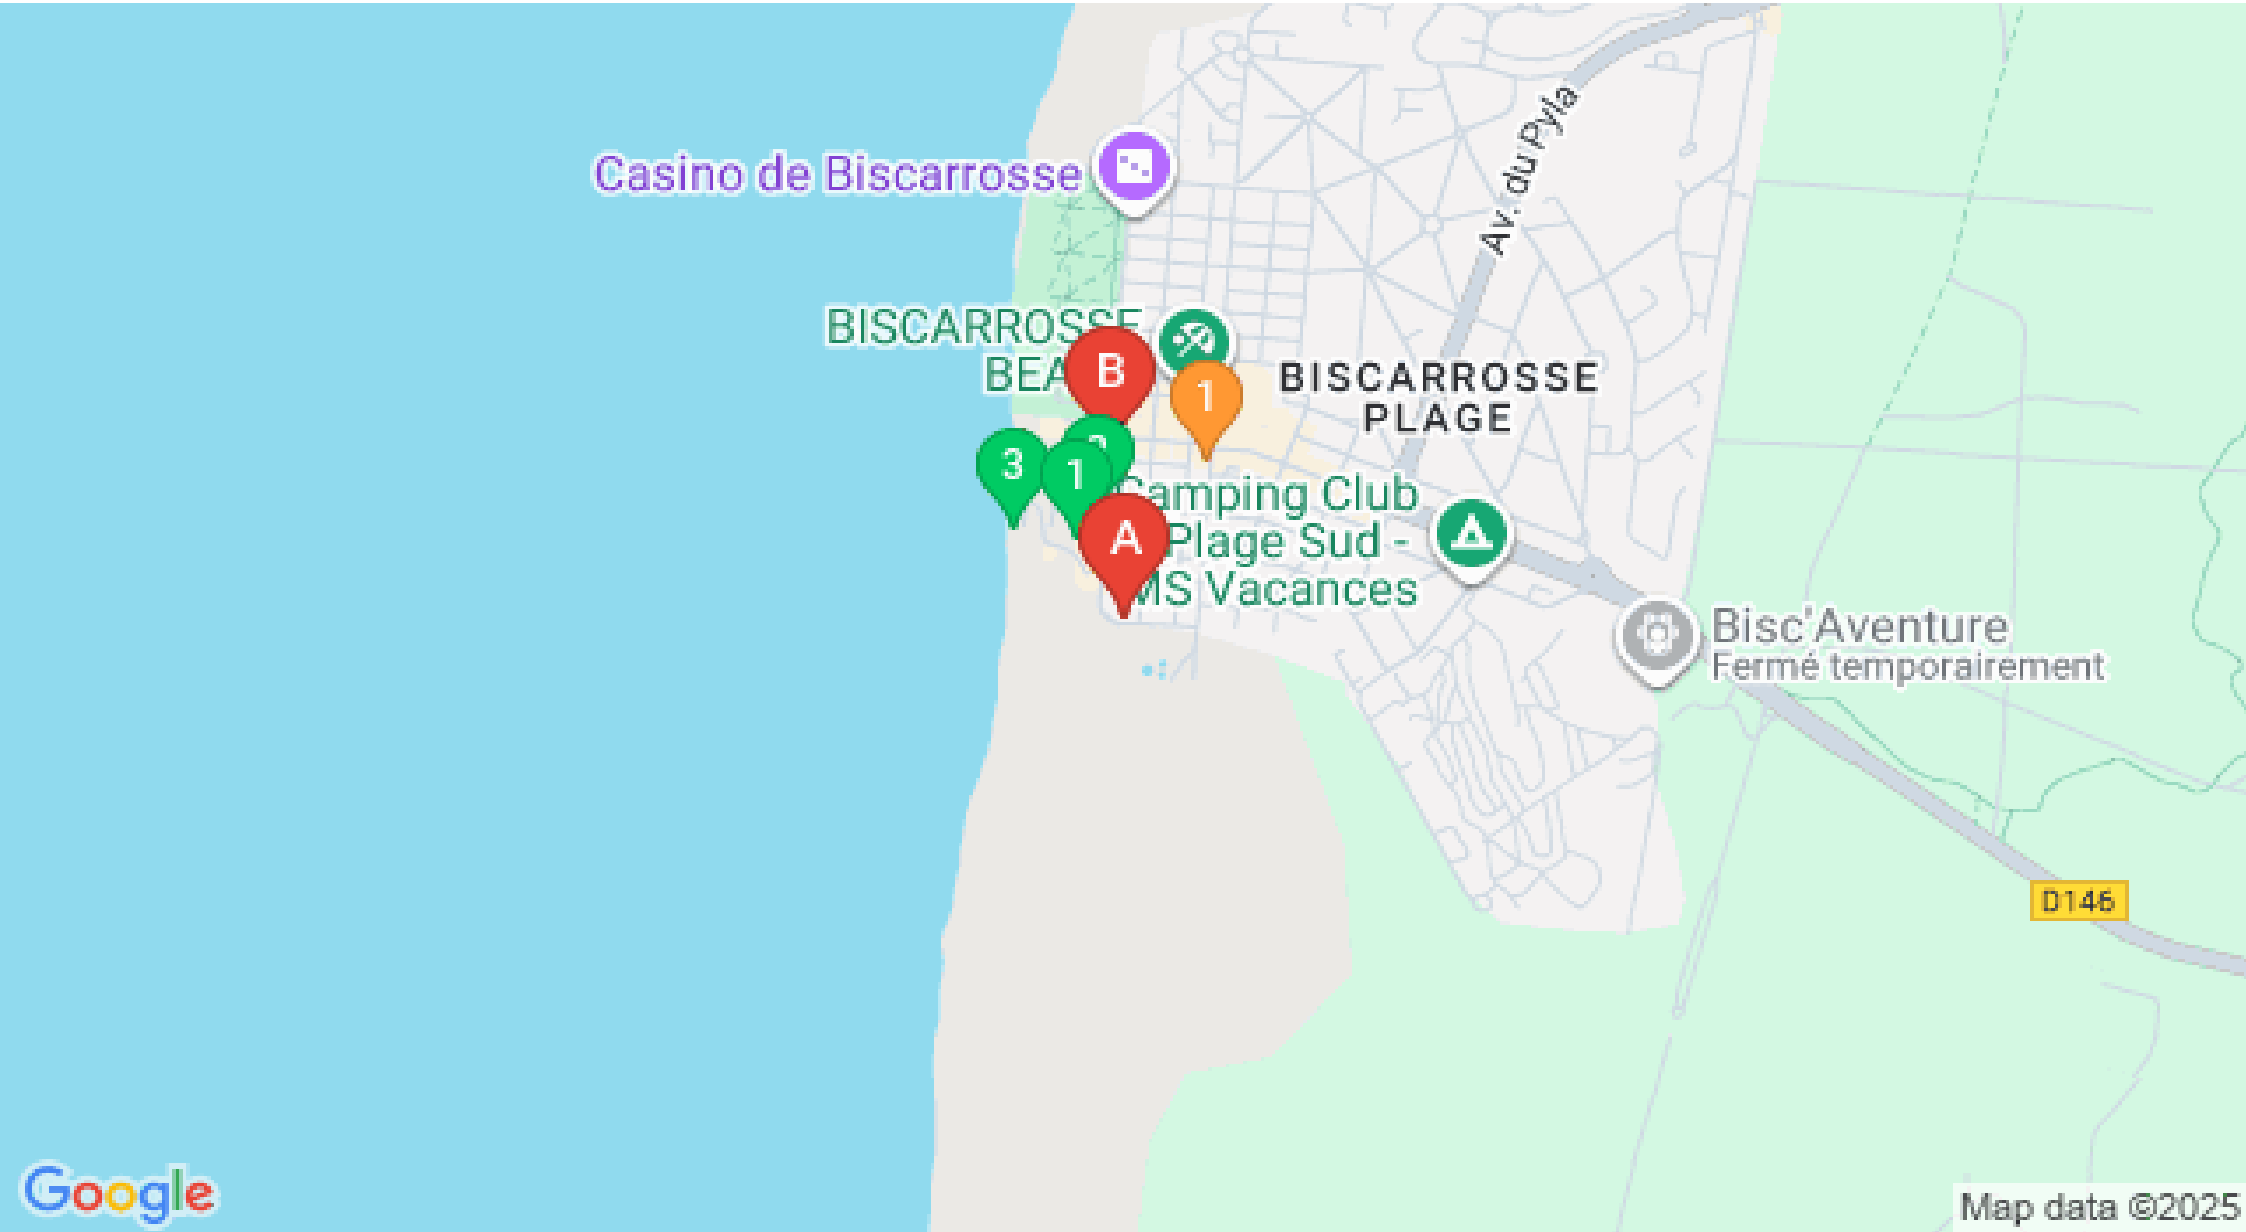 Av. du Pyla
Casino de Biscarrosse
BISCARROSSE
B
1
BISCARROSSE
PLAGE
3
1
A
Camping Club
Plage Sud -
MS Vacances
Bisc'Aventure
Fermé temporairement
D146
Google
Map data ©2025